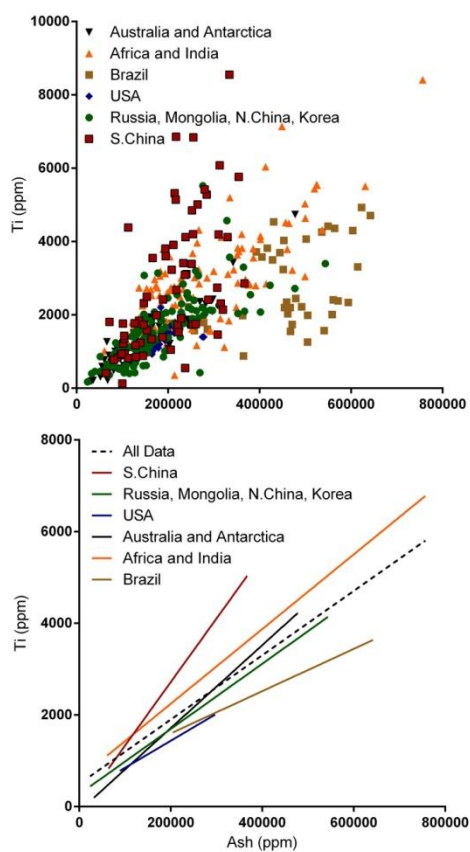 10000
8000
6000
4000
2000
0
Ti (ppm)
Australia and Antarctica
Africa and India
Brazil
USA
Russia, Mongolia, N.China, Korea
S.China
0 200000 400000 600000 800000
8000
6000
4000
2000
0
Ti (ppm)
All Data
S.China
Russia, Mongolia, N.China, Korea
USA
Australia and Antarctica
Africa and India
Brazil
0 200000 400000 600000 800000
Ash (ppm)